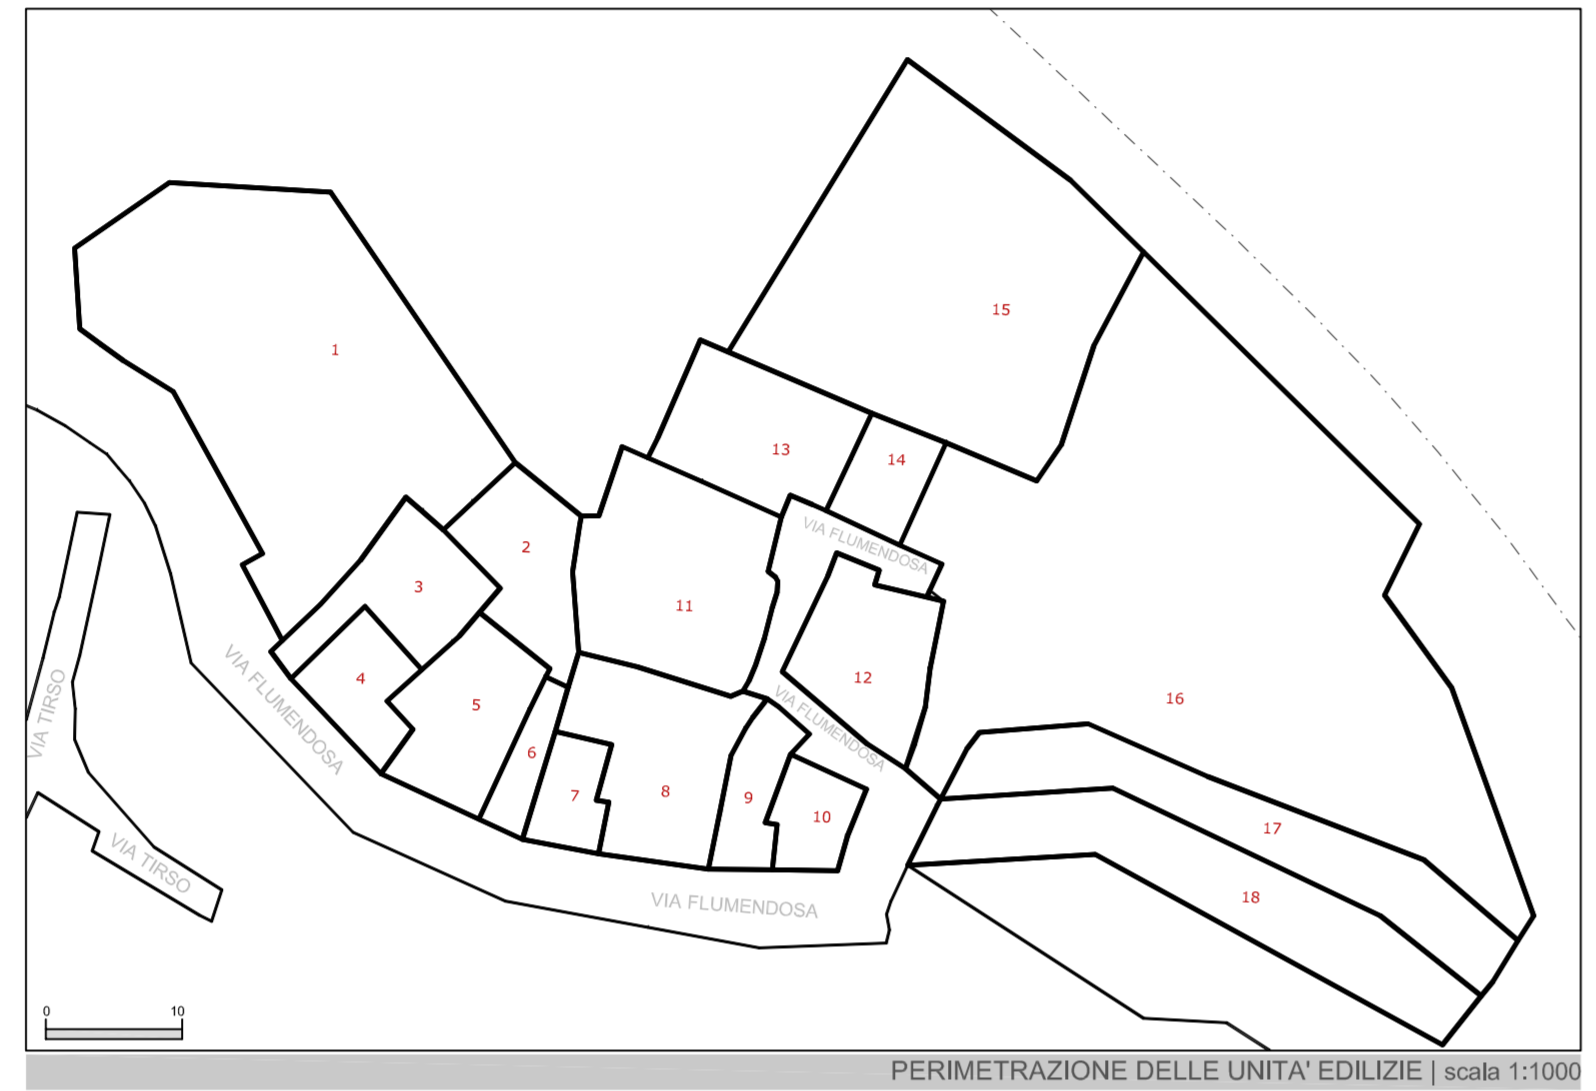 15
1
13
14
VIA FLUMENDOSA
2
3
11
12
4
5
16
VIA FLUMENDOSA
VIA FLUMENDOSA
VIA TIRSO
6
7
8
9
10
17
VIA TIRSO
18
VIA FLUMENDOSA
0 10
PERIMETRAZIONE DELLE UNITA' EDILIZIE | scala 1:1000